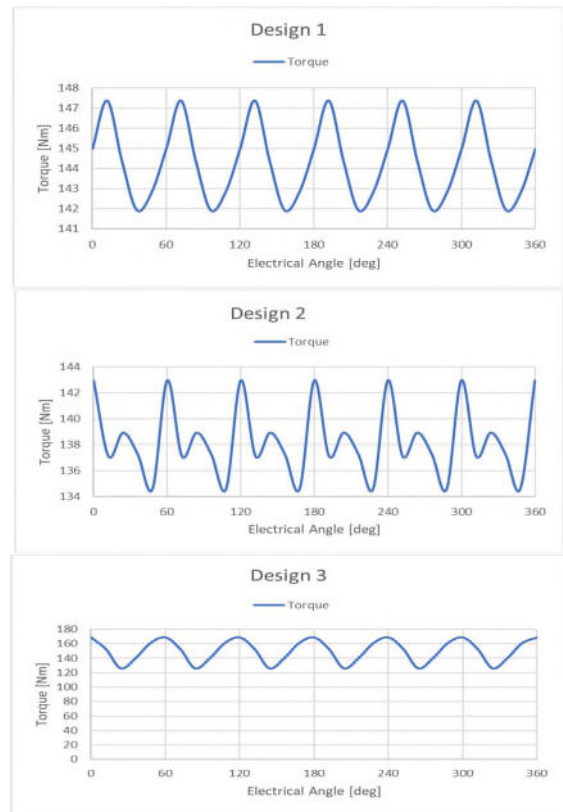 Design 1
Torque
148
147
146
145
144
143
142
141
Torque [Nm]
0 60 120 180 240 300 360
Electrical Angle [deg]
Design 2
Torque
144
142
140
138
136
134
Torque [Nm]
0 60 120 180 240 300 360
Electrical Angle [deg]
Design 3
Torque
180
160
140
120
100
80
60
40
20
0
Torque [Nm]
0 60 120 180 240 300 360
Electrical Angle [deg]